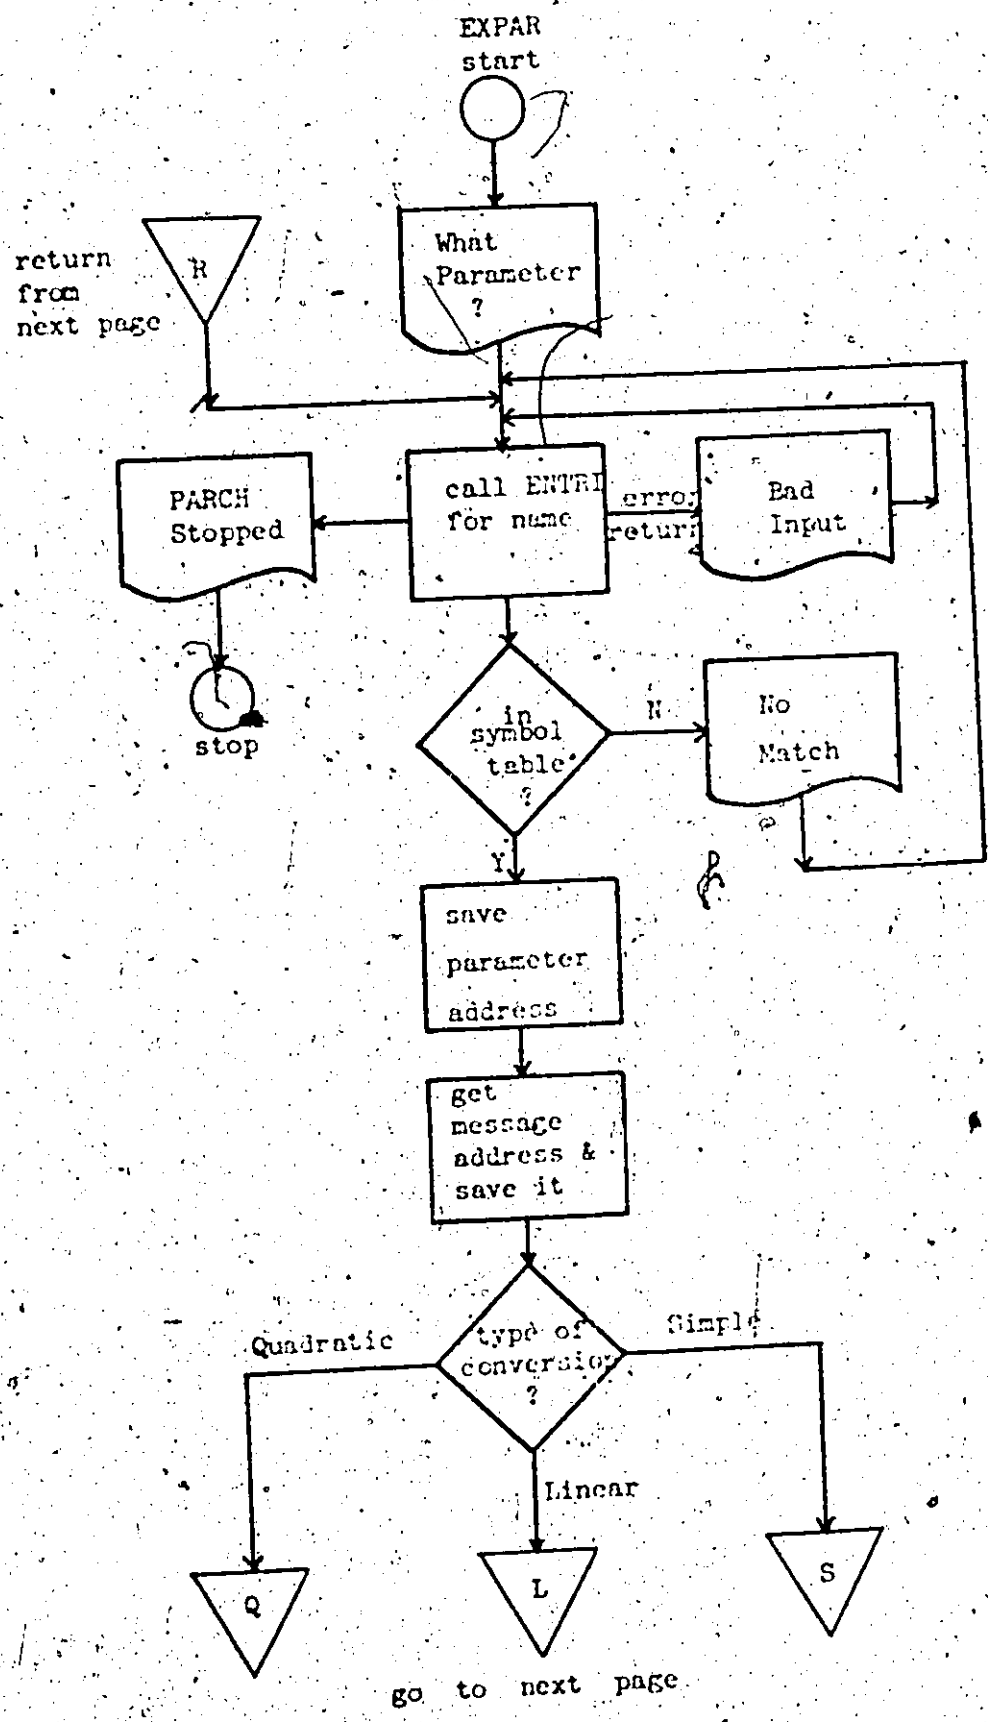 EXPAR
start
What
Parameter
?
R
return
from
next page
PARCH
Stopped
call ENTRI
for name
error
return
Bad
Input
stop
in
symbol
table
?
N
No
Match
Y
save
parameter
address
get
message
address &
save it
type of
conversion
?
Quadratic
Simple
Linear
Q
L
S
go to next page